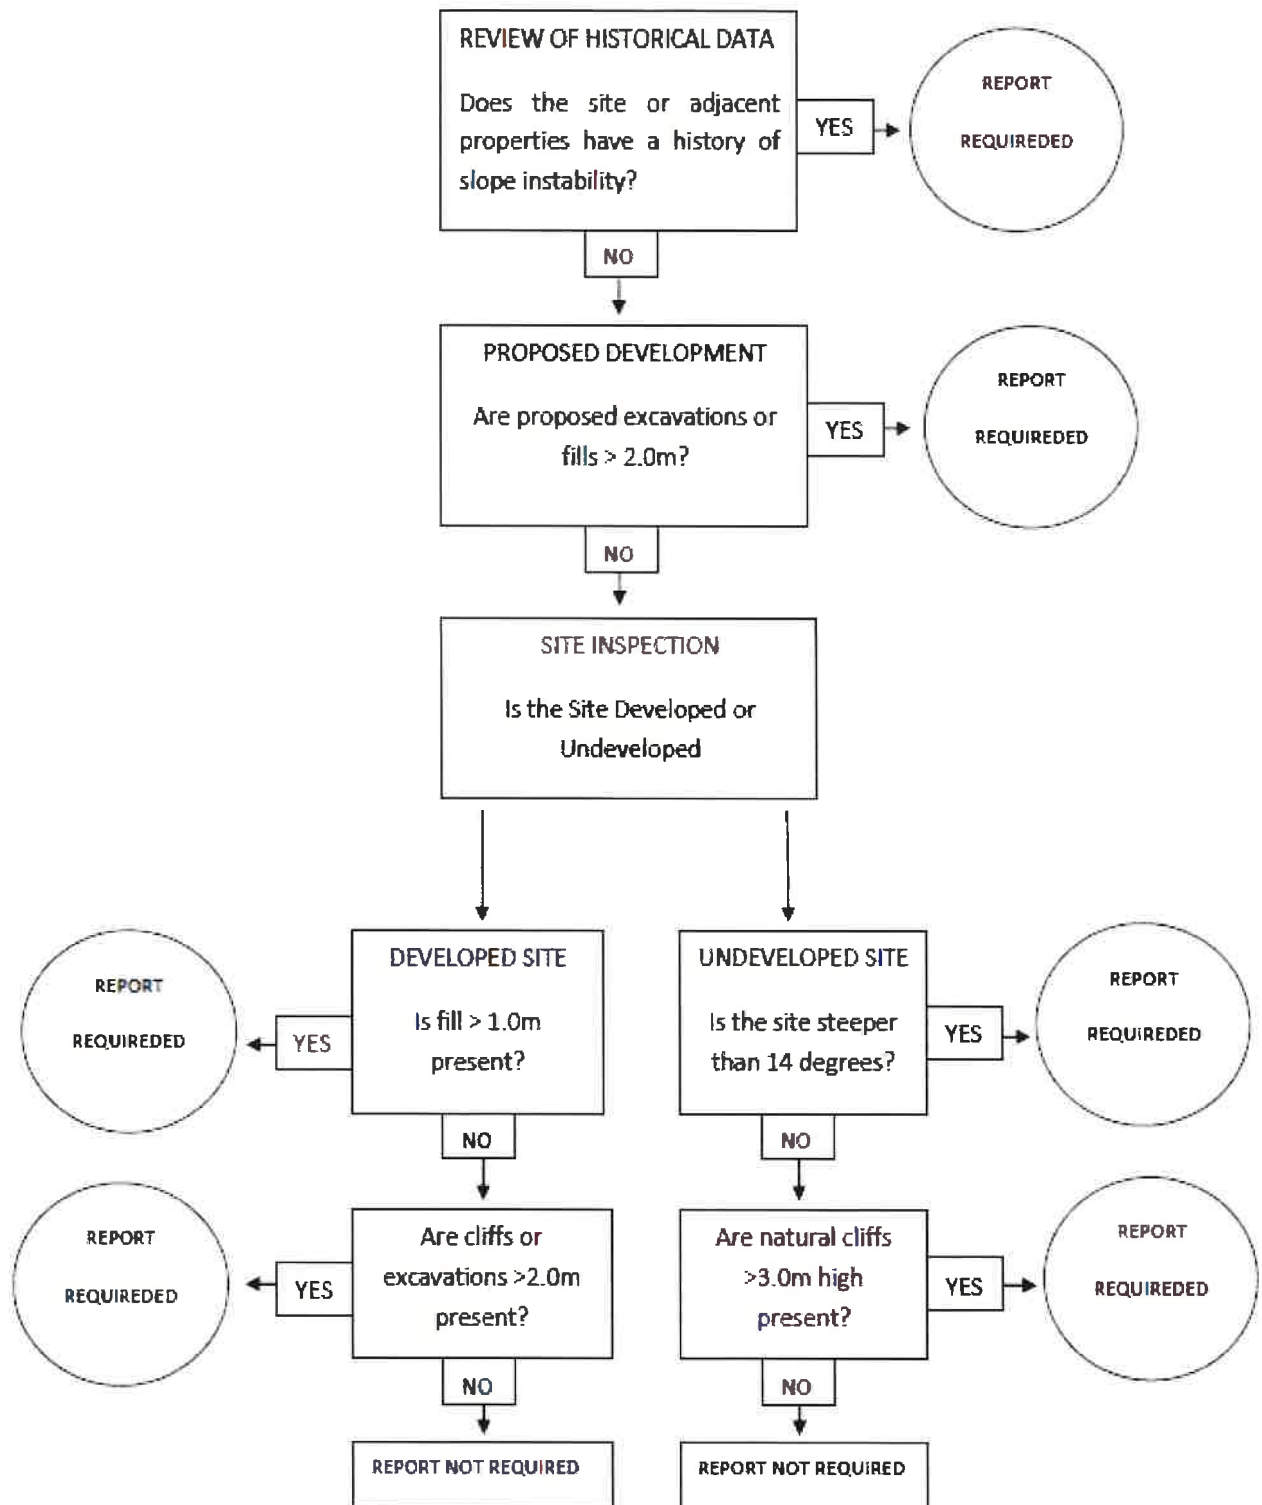 REVIEW OF HISTORICAL DATA
Does the site or adjacent
properties have a history of
slope instability?
YES
REPORT
REQUIREDED
NO
PROPOSED DEVELOPMENT
Are proposed excavations or
fills > 2.0m?
YES
REPORT
REQUIREDED
NO
SITE INSPECTION
Is the Site Developed or
Undeveloped
DEVELOPED SITE
Is fill > 1.0m
present?
YES
REPORT
REQUIREDED
NO
Are cliffs or
excavations >2.0m
present?
YES
REPORT
REQUIREDED
NO
REPORT NOT REQUIRED
UNDEVELOPED SITE
Is the site steeper
than 14 degrees?
YES
REPORT
REQUIREDED
NO
Are natural cliffs
>3.0m high
present?
YES
REPORT
REQUIREDED
NO
REPORT NOT REQUIRED